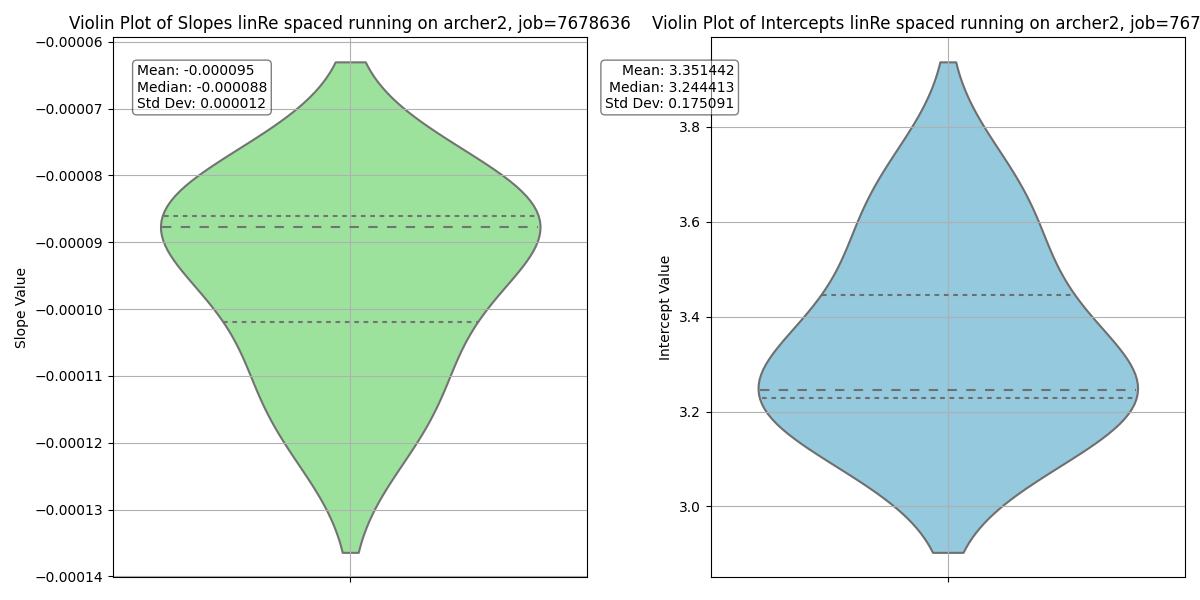 Violin Plot of Slopes linRe spaced running on archer2, job=7678636
Violin Plot of Intercepts linRe spaced running on archer2, job=767
−0.00006
−0.00007
−0.00008
−0.00009
−0.00010
−0.00011
−0.00012
−0.00013
−0.00014
Slope Value
Mean: -0.000095
Median: -0.000088
Std Dev: 0.000012
Mean: 3.351442
Median: 3.244413
Std Dev: 0.175091
3.8
3.6
3.4
3.2
3.0
Intercept Value